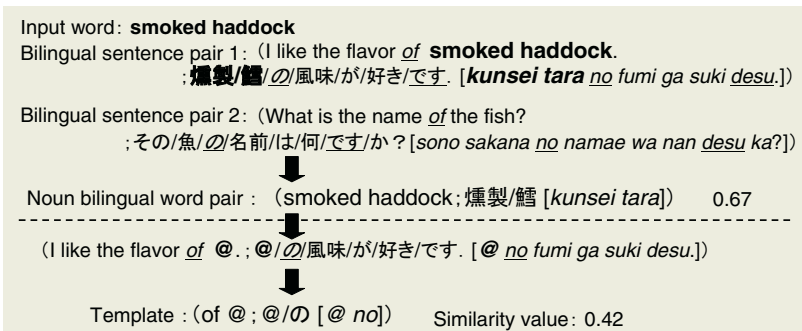 Input word: smoked haddock
Bilingual sentence pair 1: (I like the flavor of smoked haddock.
;燻製/鱈/の/風味/が/好き/です. [kunsei tara no fumi ga suki desu.])
Bilingual sentence pair 2: (What is the name of the fish?
;その/魚/の/名前/は/何/です/か？[sono sakana no namae wa nan desu ka?])
Noun bilingual word pair : (smoked haddock;燻製/鱈 [kunsei tara]) 0.67
(I like the flavor of @.;@/の/風味/が/好き/です. [@ no fumi ga suki desu.])
Template : (of @;@/の [@ no]) Similarity value: 0.42